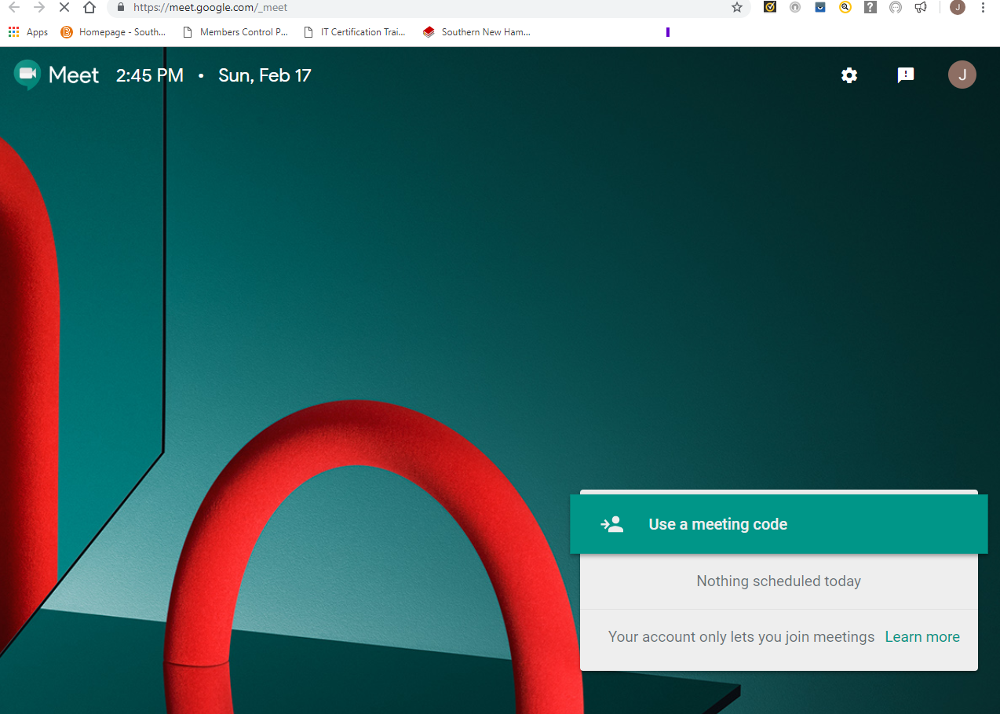 https://meet.google.com/_meet
J
Apps
Homepage - South...
Members Control P...
IT Certification Trai...
Southern New Ham...
Meet 2:45 PM • Sun, Feb 17
J
Use a meeting code
Nothing scheduled today
Your account only lets you join meetings Learn more